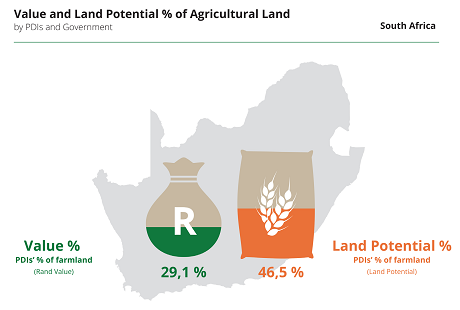 Value and Land Potential % of Agricultural Land
by PDIs and Government
South Africa
R
Value %
PDIs' % of farmland
(Rand Value)
29,1 %
46,5 %
Land Potential %
PDIs' % of farmland
(Land Potential)